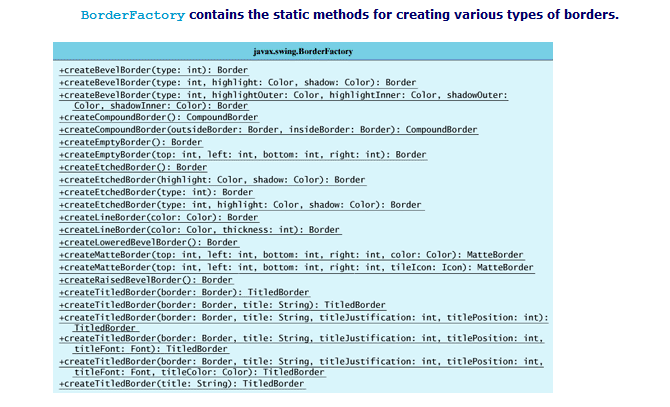 BorderFactory contains the static methods for creating various types of borders.
javax.swing.BorderFactory
+createBevelBorder(type: int): Border
+createBevelBorder(type: int, highlight: Color, shadow: Color): Border
+createBevelBorder(type: int, highlightOuter: Color, highlightInner: Color, shadowOuter:
Color, shadowInner: Color): Border
+createCompoundBorder(): CompoundBorder
+createCompoundBorder(outsideBorder: Border, insideBorder: Border): CompoundBorder
+createEmptyBorder(): Border
+createEmptyBorder(top: int, left: int, bottom: int, right: int): Border
+createEtchedBorder(): Border
+createEtchedBorder(highlight: Color, shadow: Color): Border
+createEtchedBorder(type: int): Border
+createEtchedBorder(type: int, highlight: Color, shadow: Color): Border
+createLineBorder(color: Color): Border
+createLineBorder(color: Color, thickness: int): Border
+createLoweredBevelBorder(): Border
+createMatteBorder(top: int, left: int, bottom: int, right: int, color: Color): MatteBorder
+createMatteBorder(top: int, left: int, bottom: int, right: int, tileIcon: Icon): MatteBorder
+createRaisedBevelBorder(): Border
+createTitledBorder(border: Border): TitledBorder
+createTitledBorder(border: Border, title: String): TitledBorder
+createTitledBorder(border: Border, title: String, titleJustification: int, titlePosition: int):
TitledBorder
+createTitledBorder(border: Border, title: String, titleJustification: int, titlePosition: int,
titleFont: Font): TitledBorder
+createTitledBorder(border: Border, title: String, titleJustification: int, titlePosition: int,
titleFont: Font, titleColor: Color): TitledBorder
+createTitledBorder(title: String): TitledBorder